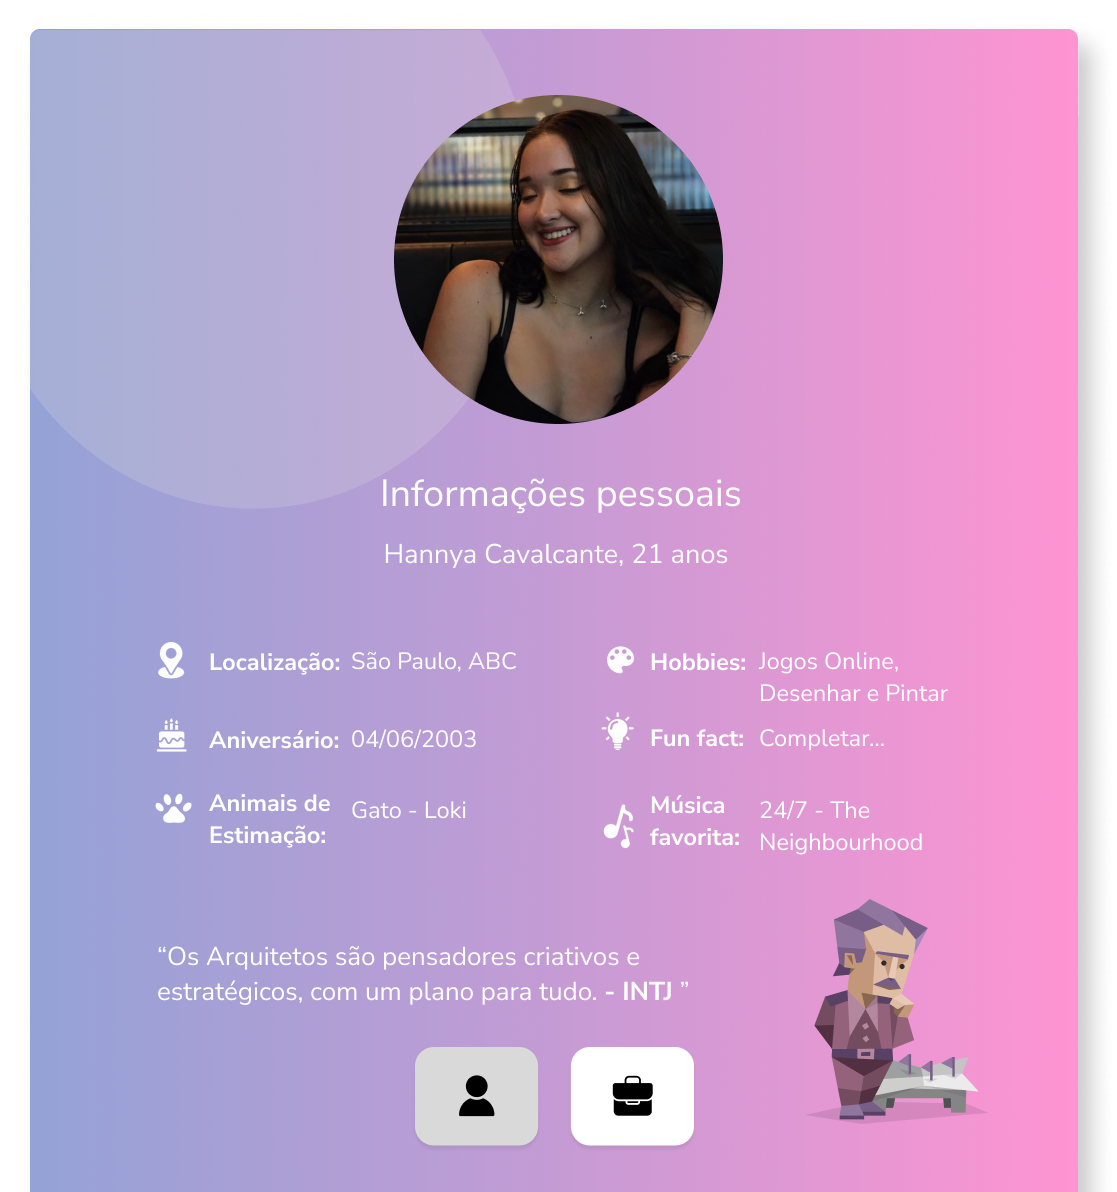 Informações pessoais
Hannya Cavalcante, 21 anos
Localização: São Paulo, ABC
Aniversário: 04/06/2003
Animais de
Estimação:
Gato - Loki
Hobbies: Jogos Online,
Desenhar e Pintar
Fun fact: Completar...
Música
favorita:
24/7 - The
Neighbourhood
“Os Arquitetos são pensadores criativos e
estratégicos, com um plano para tudo. - INTJ ”